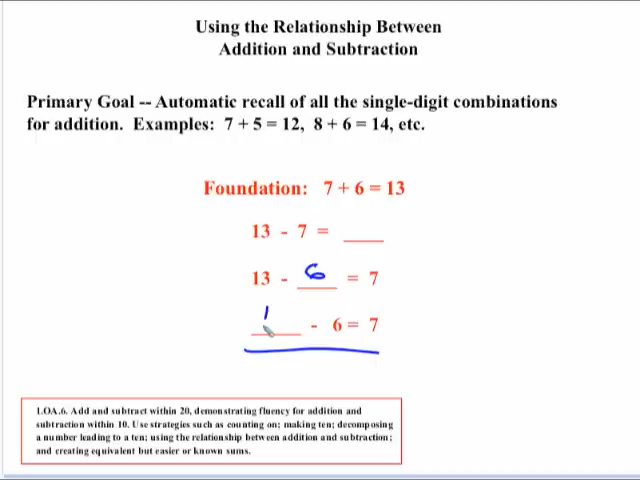 Using the Relationship Between
Addition and Subtraction
Primary Goal -- Automatic recall of all the single-digit combinations
for addition. Examples: 7 + 5 = 12, 8 + 6 = 14, etc.
Foundation: 7 + 6 = 13
13 - 7 = ____
13 - 6 = 7
1 - 6 = 7
1.OA.6. Add and subtract within 20, demonstrating fluency for addition and
subtraction within 10. Use strategies such as counting on; making ten; decomposing
a number leading to a ten; using the relationship between addition and subtraction;
and creating equivalent but easier or known sums.